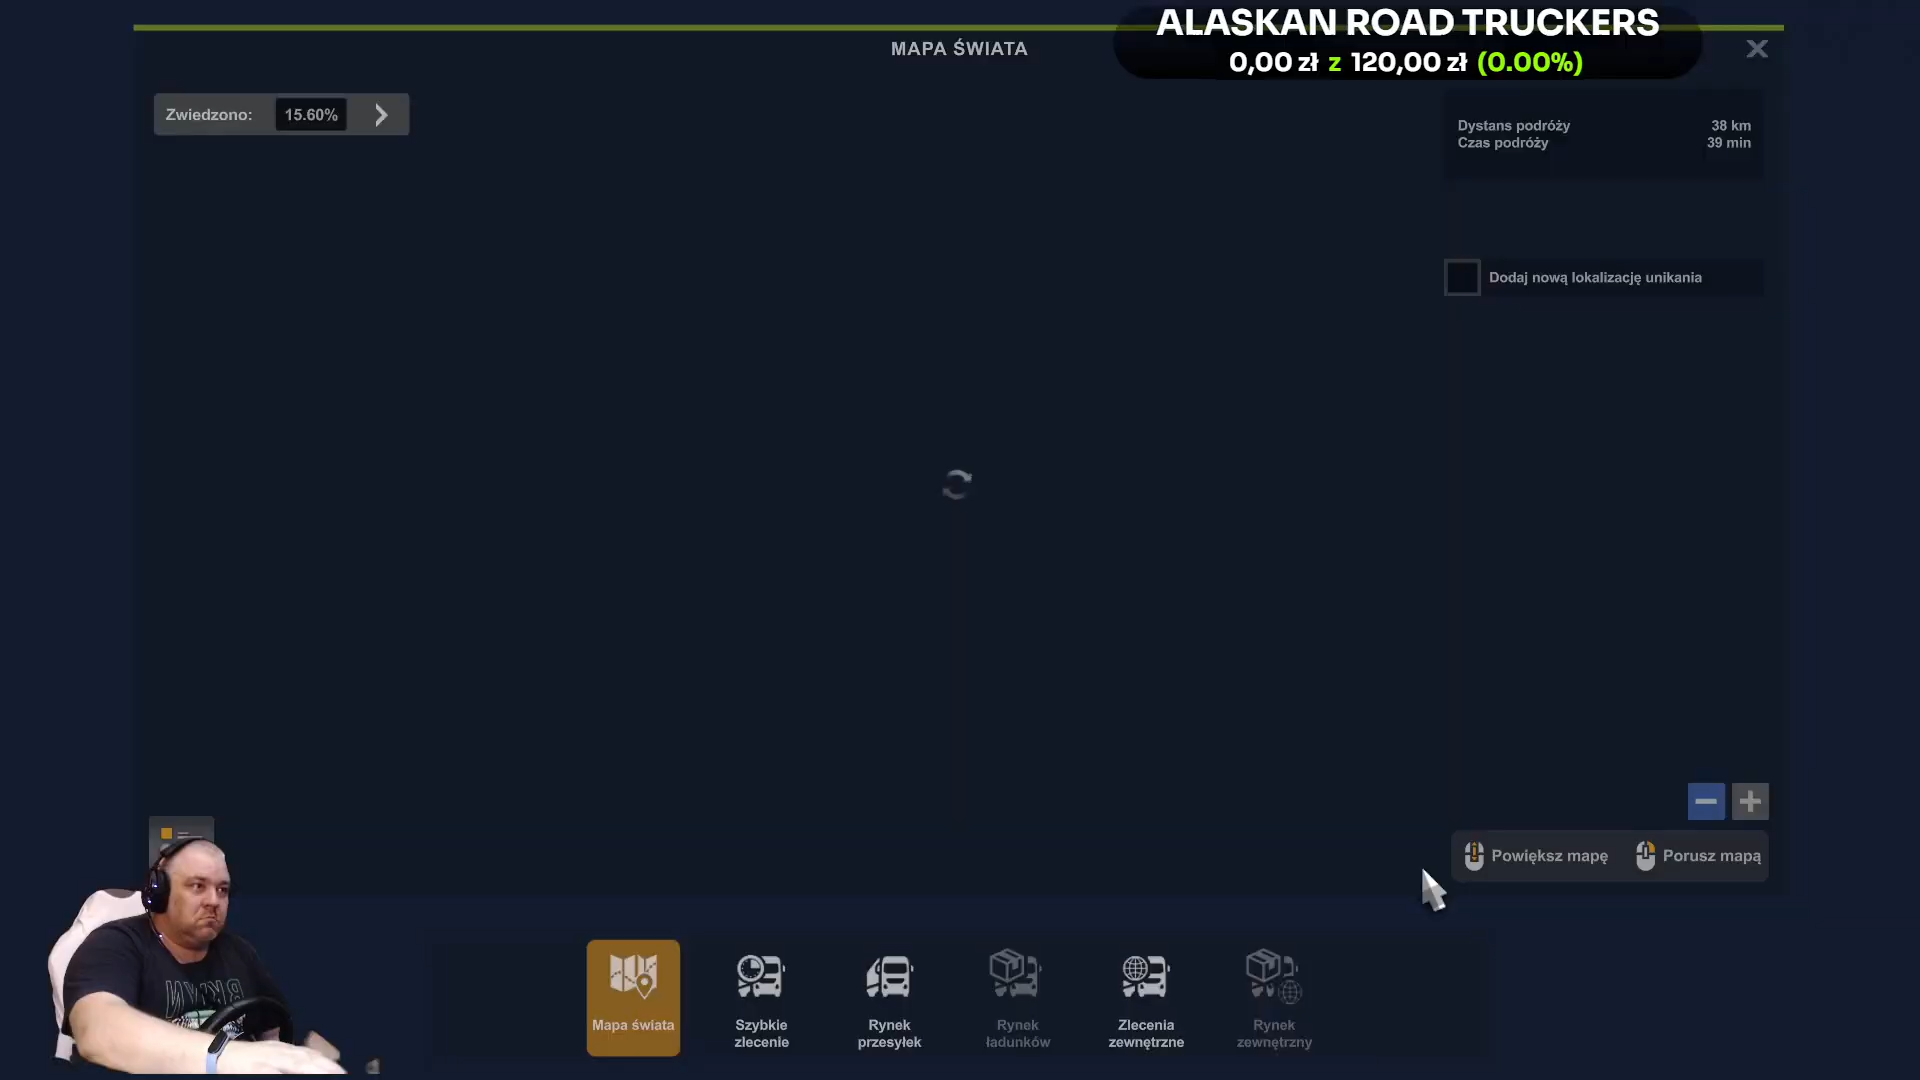 ALASKAN ROAD TRUCKERS
0,00 zł z 120,00 zł (0.00%)
MAPA ŚWIATA
Zwiedzono: 15.60%
Dystans podróży 38 km
Czas podróży 39 min
Dodaj nową lokalizację unikania
Powiększ mapę Porusz mapą
Mapa świata
Szybkie zlecenie
Rynek przesyłek
Rynek ładunków
Zlecenia zewnętrzne
Rynek zewnętrzny